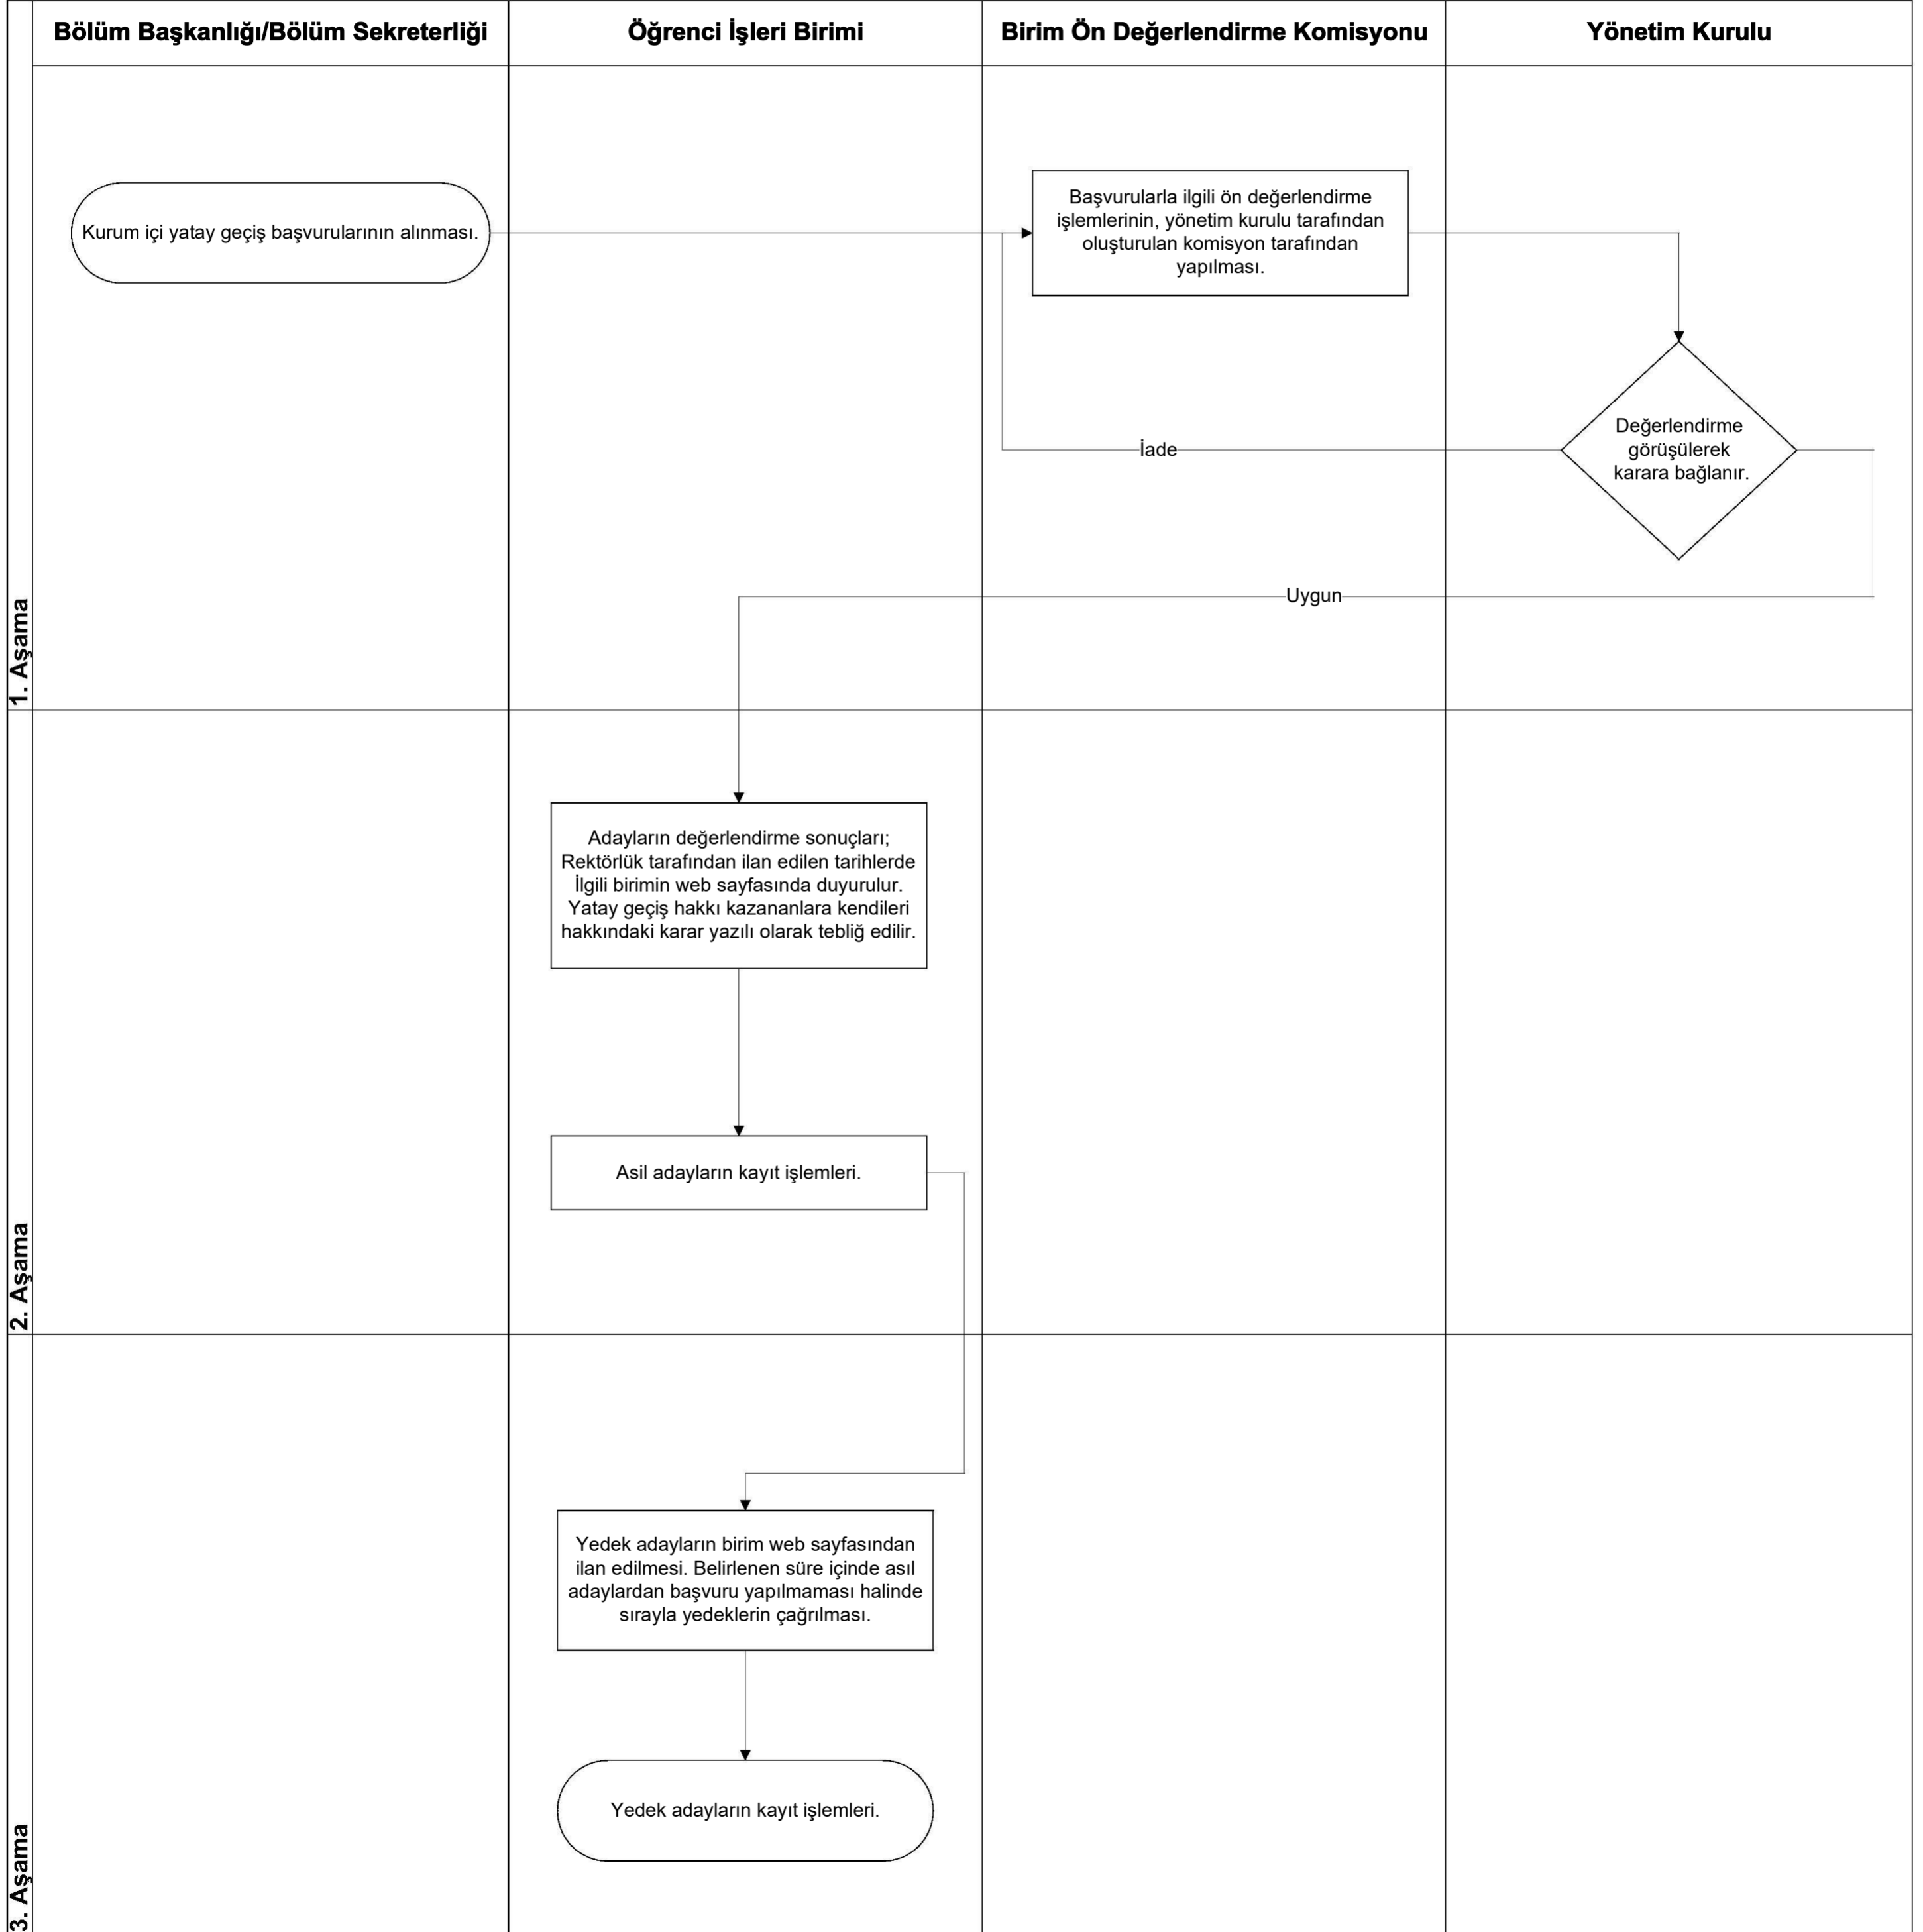 Bölüm Başkanlığı/Bölüm Sekreterliği
Öğrenci İşleri Birimi
Birim Ön Değerlendirme Komisyonu
Yönetim Kurulu
1. Aşama
Kurum içi yatay geçiş başvurularının alınması.
Başvurularla ilgili ön değerlendirme
işlemlerinin, yönetim kurulu tarafından
oluşturulan komisyon tarafından
yapılması.
Değerlendirme
görüşülerek
karara bağlanır.
İade
Uygun
2. Aşama
Adayların değerlendirme sonuçları;
Rektörlük tarafından ilan edilen tarihlerde
İlgili birimin web sayfasında duyurulur.
Yatay geçiş hakkı kazananlara kendileri
hakkındaki karar yazılı olarak tebliğ edilir.
Asil adayların kayıt işlemleri.
3. Aşama
Yedek adayların birim web sayfasından
ilan edilmesi. Belirlenen süre içinde asıl
adaylardan başvuru yapılmaması halinde
sırayla yedeklerin çağrılması.
Yedek adayların kayıt işlemleri.